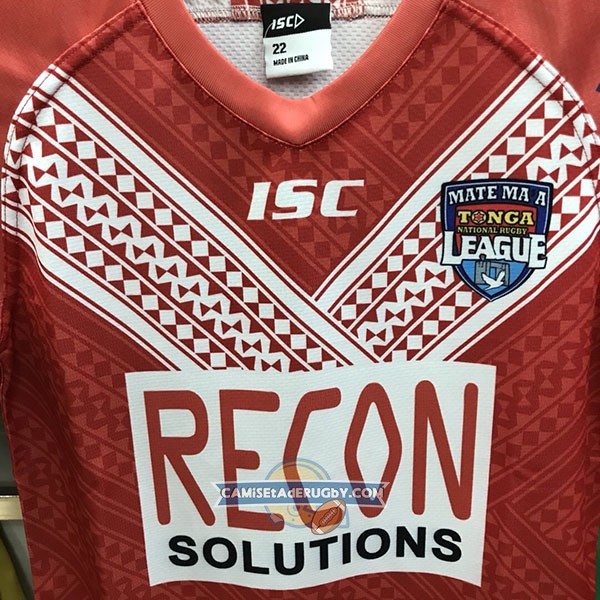 ISC
22
MADE IN CHINA
ISC
MATE MA A
TONGA
NATIONAL RUGBY
LEAGUE
RECON
CAMISETADERUGBY.COM
SOLUTIONS